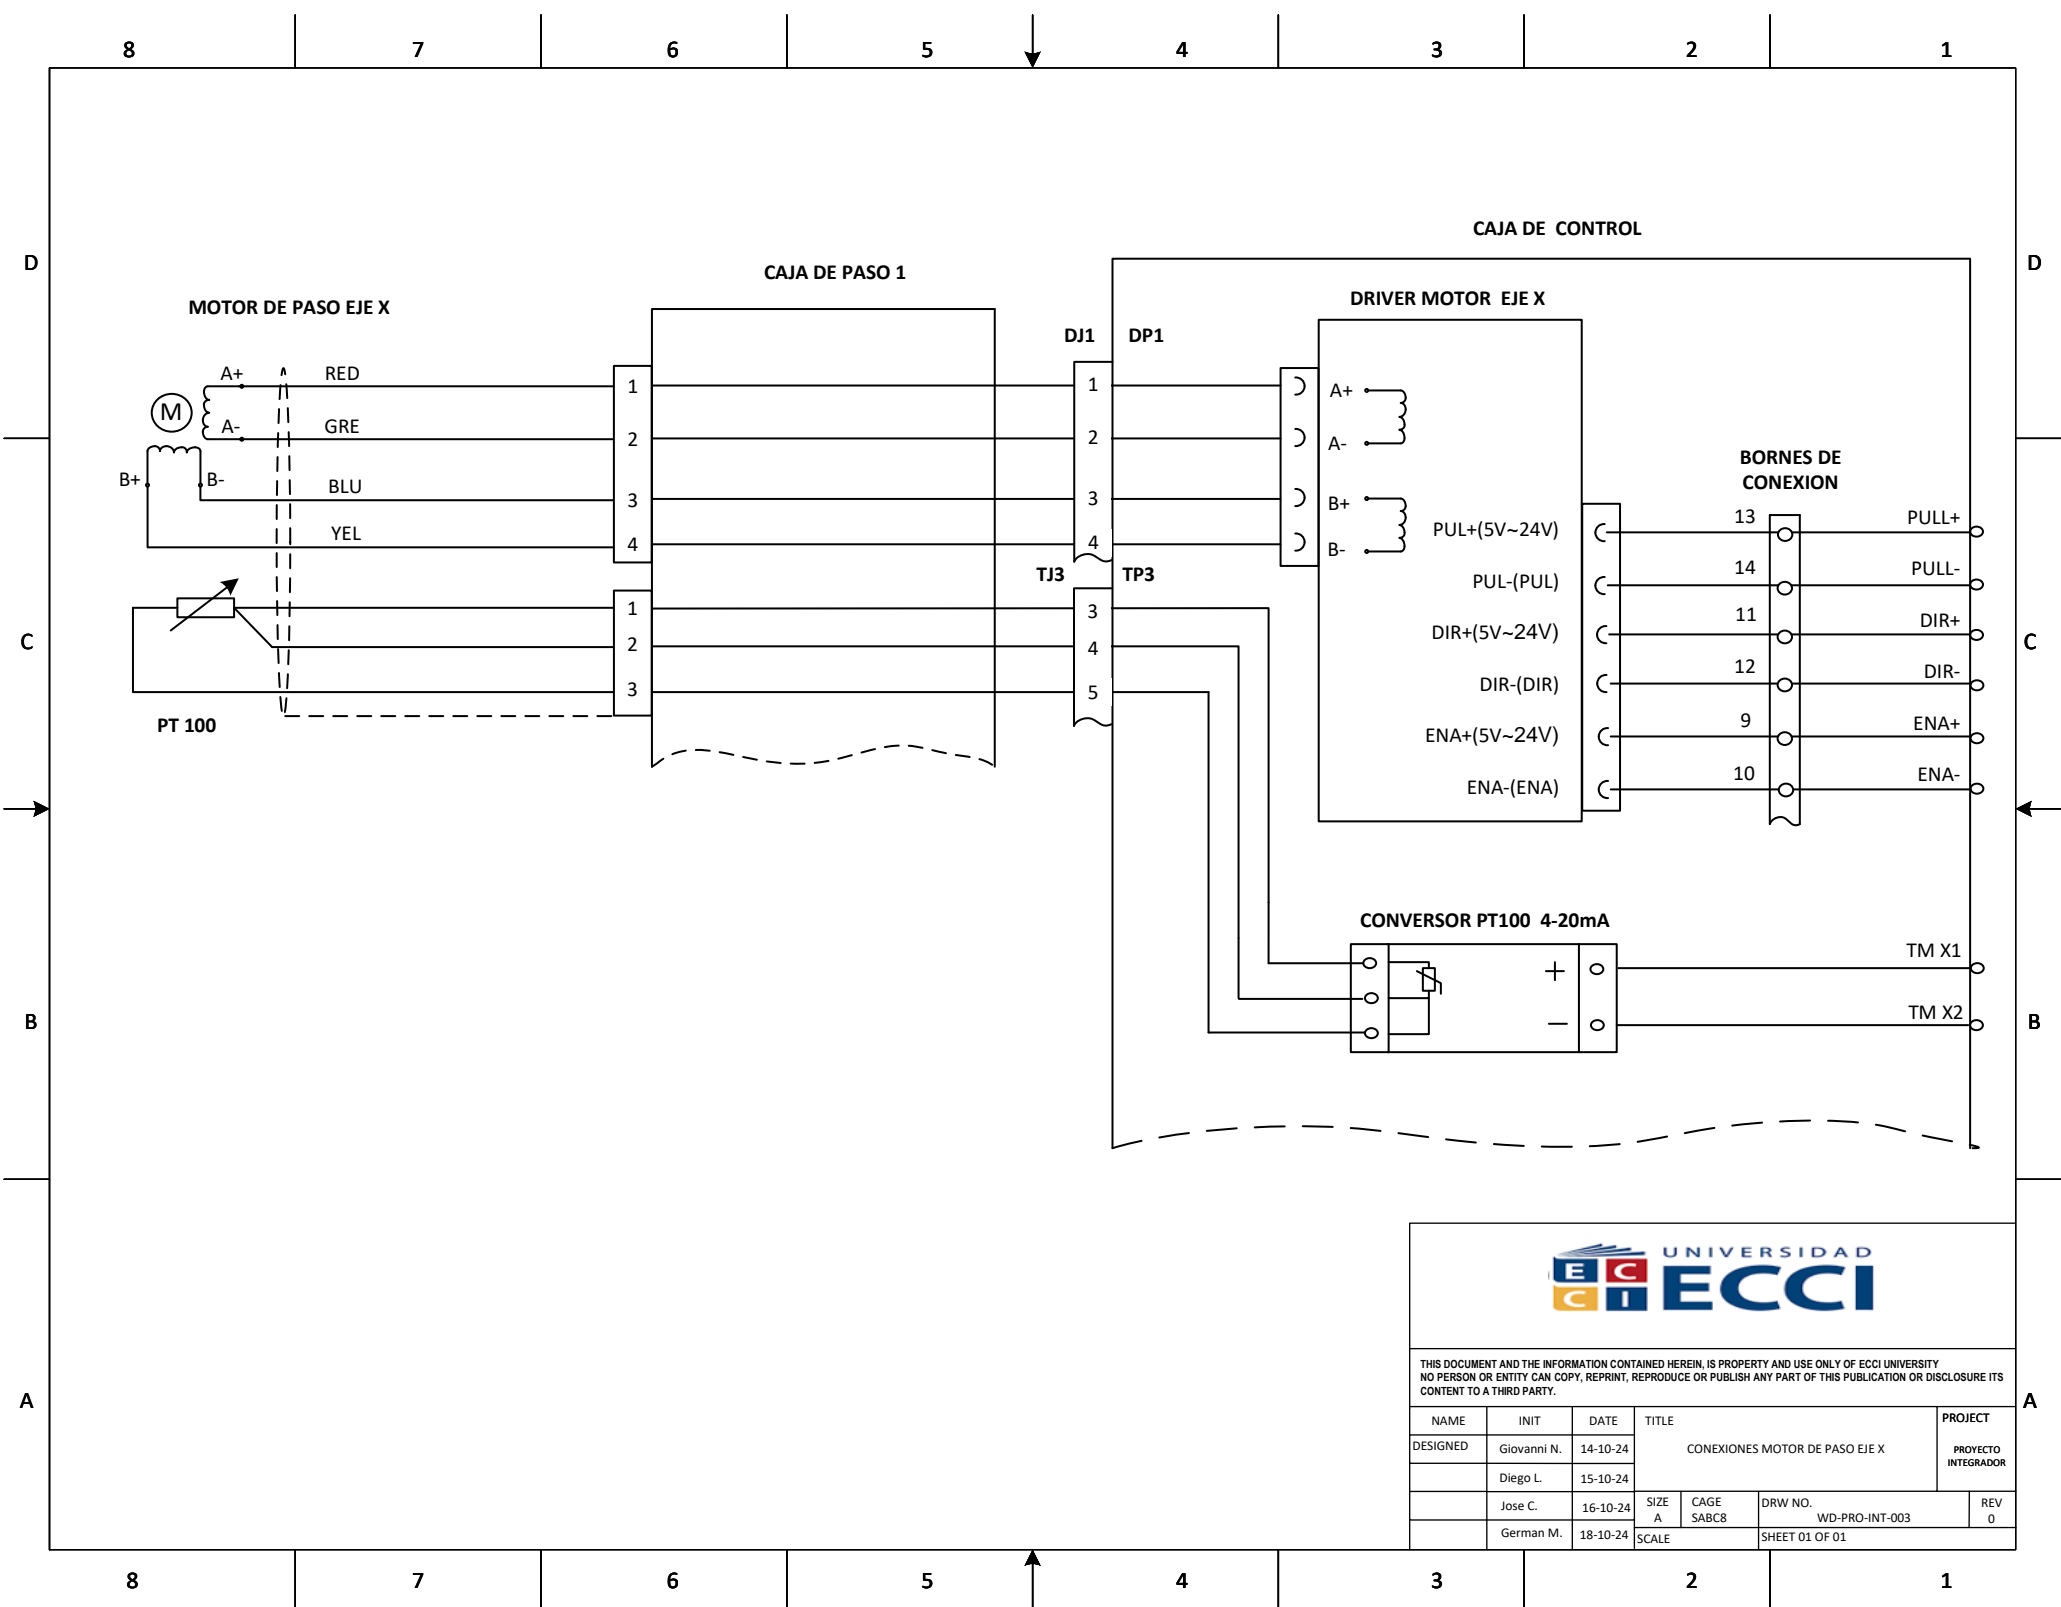 8 7 6 5 4 3 2 1
D
D
CAJA DE CONTROL
CAJA DE PASO 1
MOTOR DE PASO EJE X
DRIVER MOTOR EJE X
DJ1 DP1
A+ RED 1 1 A+
A- GRE 2 2 A-
B+ B- BLU 3 3 B+
YEL 4 4 B-
BORNES DE
CONEXION
PUL+(5V~24V) 13 PULL+
PUL-(PUL) 14 PULL-
DIR+(5V~24V) 11 DIR+
DIR-(DIR) 12 DIR-
ENA+(5V~24V) 9 ENA+
ENA-(ENA) 10 ENA-
M
TJ3 TP3
1 3
2 4
3 5
PT 100
C
C
CONVERSOR PT100 4-20mA
+ TM X1
− TM X2
B
B
UNIVERSIDAD
E C C I ECCI
THIS DOCUMENT AND THE INFORMATION CONTAINED HEREIN, IS PROPERTY AND USE ONLY OF ECCI UNIVERSITY
NO PERSON OR ENTITY CAN COPY, REPRINT, REPRODUCE OR PUBLISH ANY PART OF THIS PUBLICATION OR DISCLOSURE ITS
CONTENT TO A THIRD PARTY.
A
A
NAME INIT DATE TITLE PROJECT
DESIGNED Giovanni N. 14-10-24 CONEXIONES MOTOR DE PASO EJE X PROYECTO
INTEGRADOR
Diego L. 15-10-24
Jose C. 16-10-24
German M. 18-10-24
SIZE CAGE DRW NO. REV
A SABC8 WD-PRO-INT-003 0
SCALE SHEET 01 OF 01
8 7 6 5 4 3 2 1